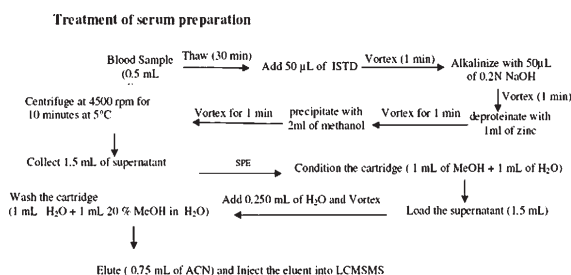 Treatment of serum preparation
Blood Sample
(0.5 mL
Thaw (30 min)
Add 50 µL of ISTD
Vortex (1 min)
Alkalinize with 50µL
of 0.2N NaOH
Vortex (1 min)
deproteinate with
1ml of zinc
Vortex for 1 min
precipitate with
2ml of methanol
Vortex for 1 min
Centrifuge at 4500 rpm for
10 minutes at 5°C
Collect 1.5 mL of supernatant
SPE
Condition the cartridge ( 1 mL of MeOH + 1 mL of H₂O)
Load the supernatant (1.5 mL)
Add 0,250 mL of H₂O and Vortex
Wash the cartridge
(1 mL H₂O + 1 mL 20 % MeOH in H₂O)
Elute ( 0.75 mL of ACN) and Inject the eluent into LCMSMS